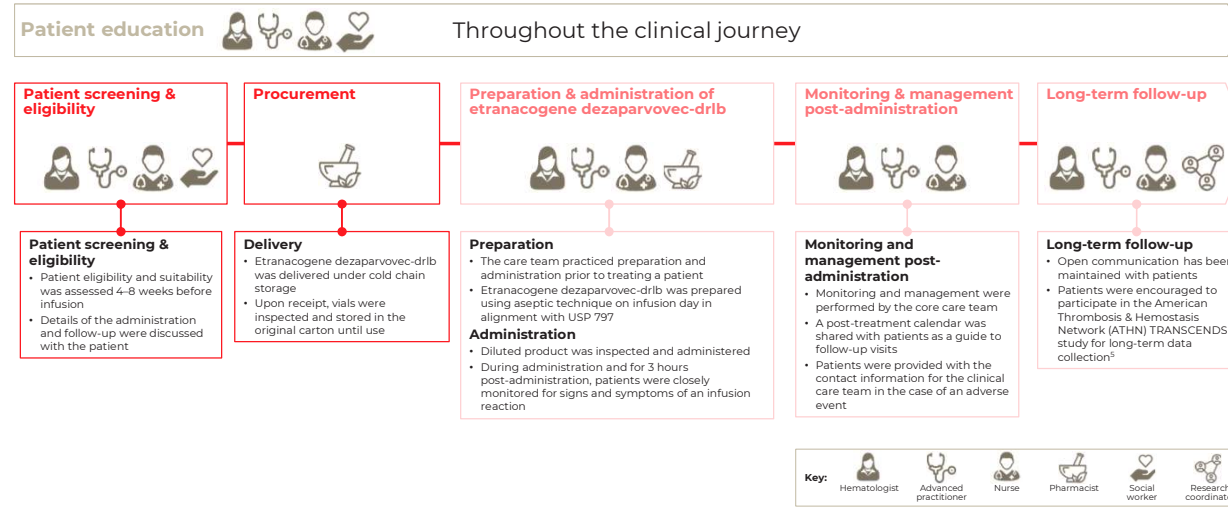 Patient education
Throughout the clinical journey
Patient screening &
eligibility
Procurement
Preparation & administration of
etranacogene dezaparvovec-drlb
Monitoring & management
post-administration
Long-term follow-up
Patient screening &
eligibility
• Patient eligibility and suitability
was assessed 4–8 weeks before
infusion
• Details of the administration
and follow-up were discussed
with the patient
Delivery
• Etranacogene dezaparvovec-drlb
was delivered under cold chain
storage
• Upon receipt, vials were
inspected and stored in the
original carton until use
Preparation
• The care team practiced preparation and
administration prior to treating a patient
• Etranacogene dezaparvovec-drlb was prepared
using aseptic technique on infusion day in
alignment with USP 797
Administration
• Diluted product was inspected and administered
• During administration and for 3 hours
post-administration, patients were closely
monitored for signs and symptoms of an infusion
reaction
Monitoring and
management post-
administration
• Monitoring and management were
performed by the core care team
• A post-treatment calendar was
shared with patients as a guide to
follow-up visits
• Patients were provided with the
contact information for the clinical
care team in the case of an adverse
event
Long-term follow-up
• Open communication has been
maintained with patients
• Patients were encouraged to
participate in the American
Thrombosis & Hemostasis
Network (ATHN) TRANSCENDS
study for long-term data
collection⁵
Key:
Hematologist
Advanced
practitioner
Nurse
Pharmacist
Social
worker
Research